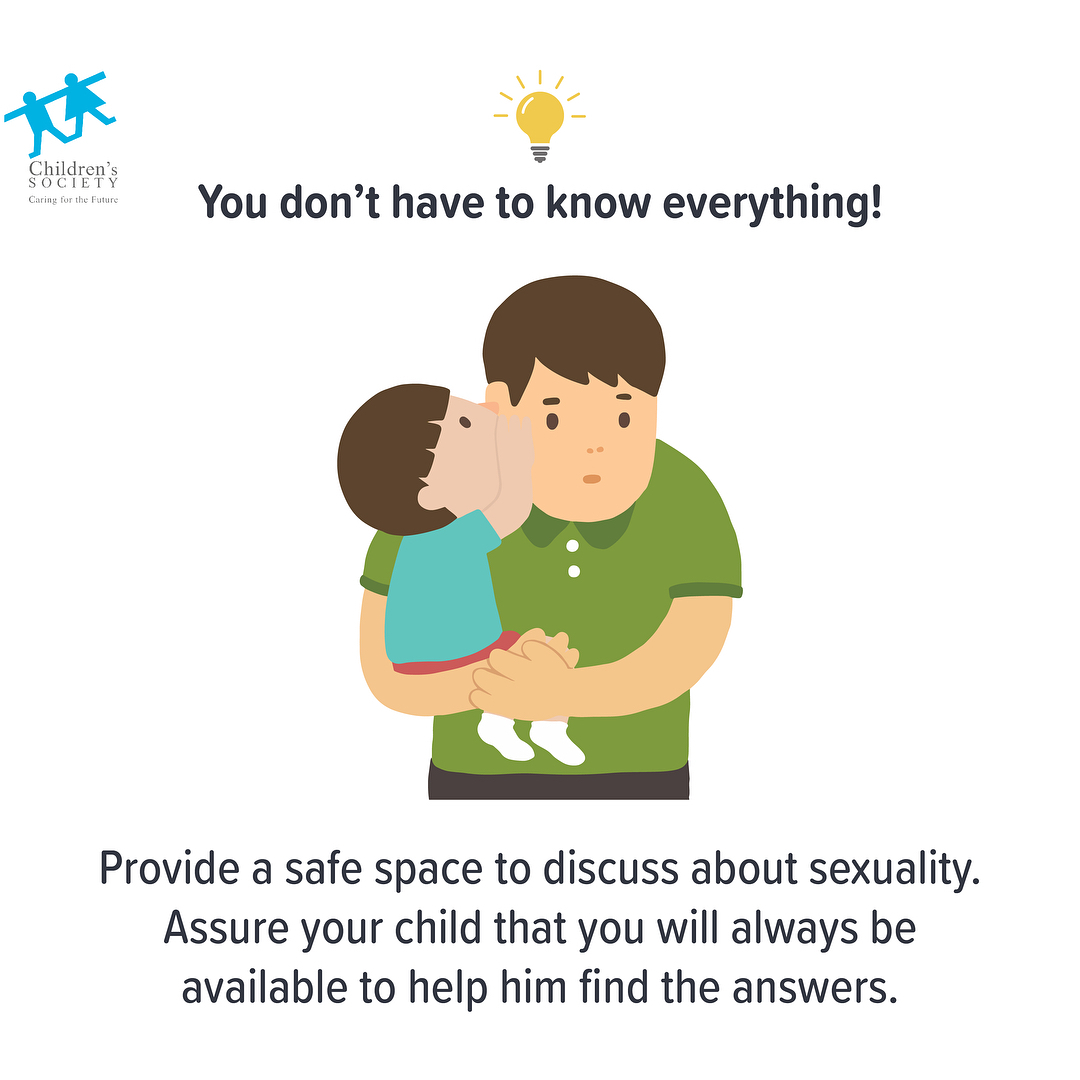 Children's
SOCIETY
Caring for the Future
You don’t have to know everything!
Provide a safe space to discuss about sexuality.
Assure your child that you will always be
available to help him find the answers.